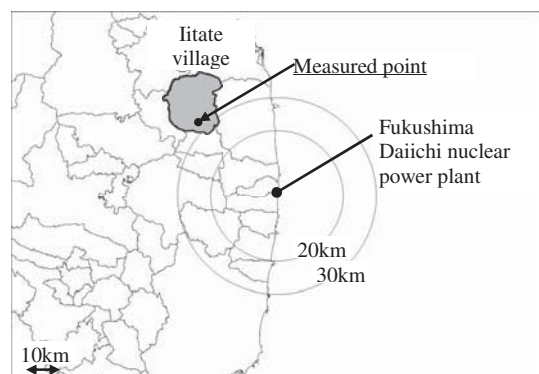 Iitate
village
Measured point
Fukushima
Daiichi nuclear
power plant
20km
30km
10km